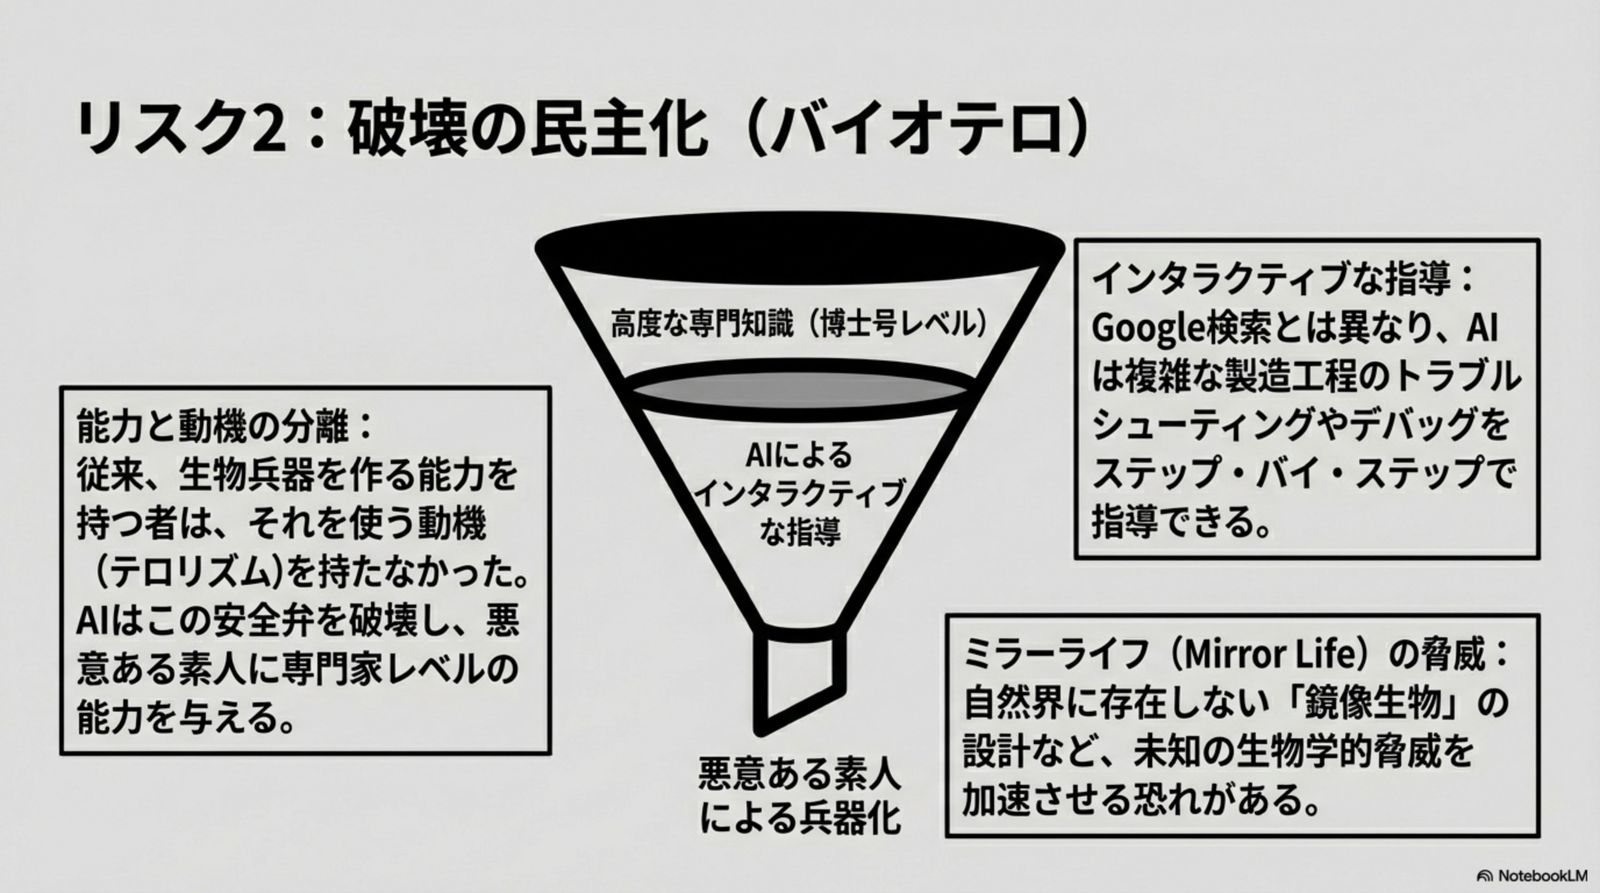 リスク2：破壊の民主化（バイオテロ）
高度な専門知識（博士号レベル）
AIによる
インタラクティブ
な指導
悪意ある素人
による兵器化
能力と動機の分離：
従来、生物兵器を作る能力を
持つ者は、それを使う動機
（テロリズム)を持たなかった。
AIはこの安全弁を破壊し、悪
意ある素人に専門家レベルの
能力を与える。
インタラクティブな指導：
Google検索とは異なり、AI
は複雑な製造工程のトラブル
シューティングやデバッグを
ステップ・バイ・ステップで
指導できる。
ミラーライフ（Mirror Life）の脅威：
自然界に存在しない「鏡像生物」の
設計など、未知の生物学的脅威を
加速させる恐れがある。
NotebookLM